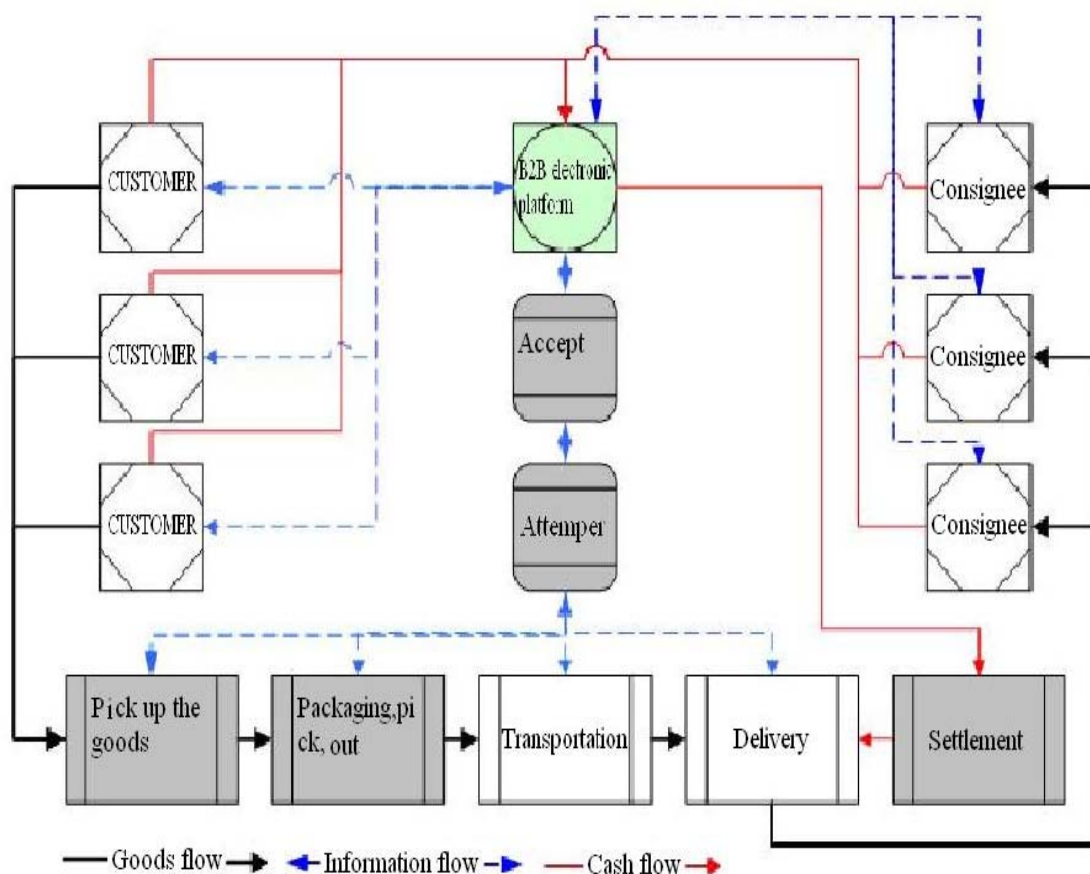 CUSTOMER
B2B electronic
platform
Consignee
CUSTOMER
Accept
Consignee
CUSTOMER
Attemper
Consignee
Pick up the
goods
Packaging,pi
ck, out
Transportation
Delivery
Settlement
Goods flow
Information flow
Cash flow